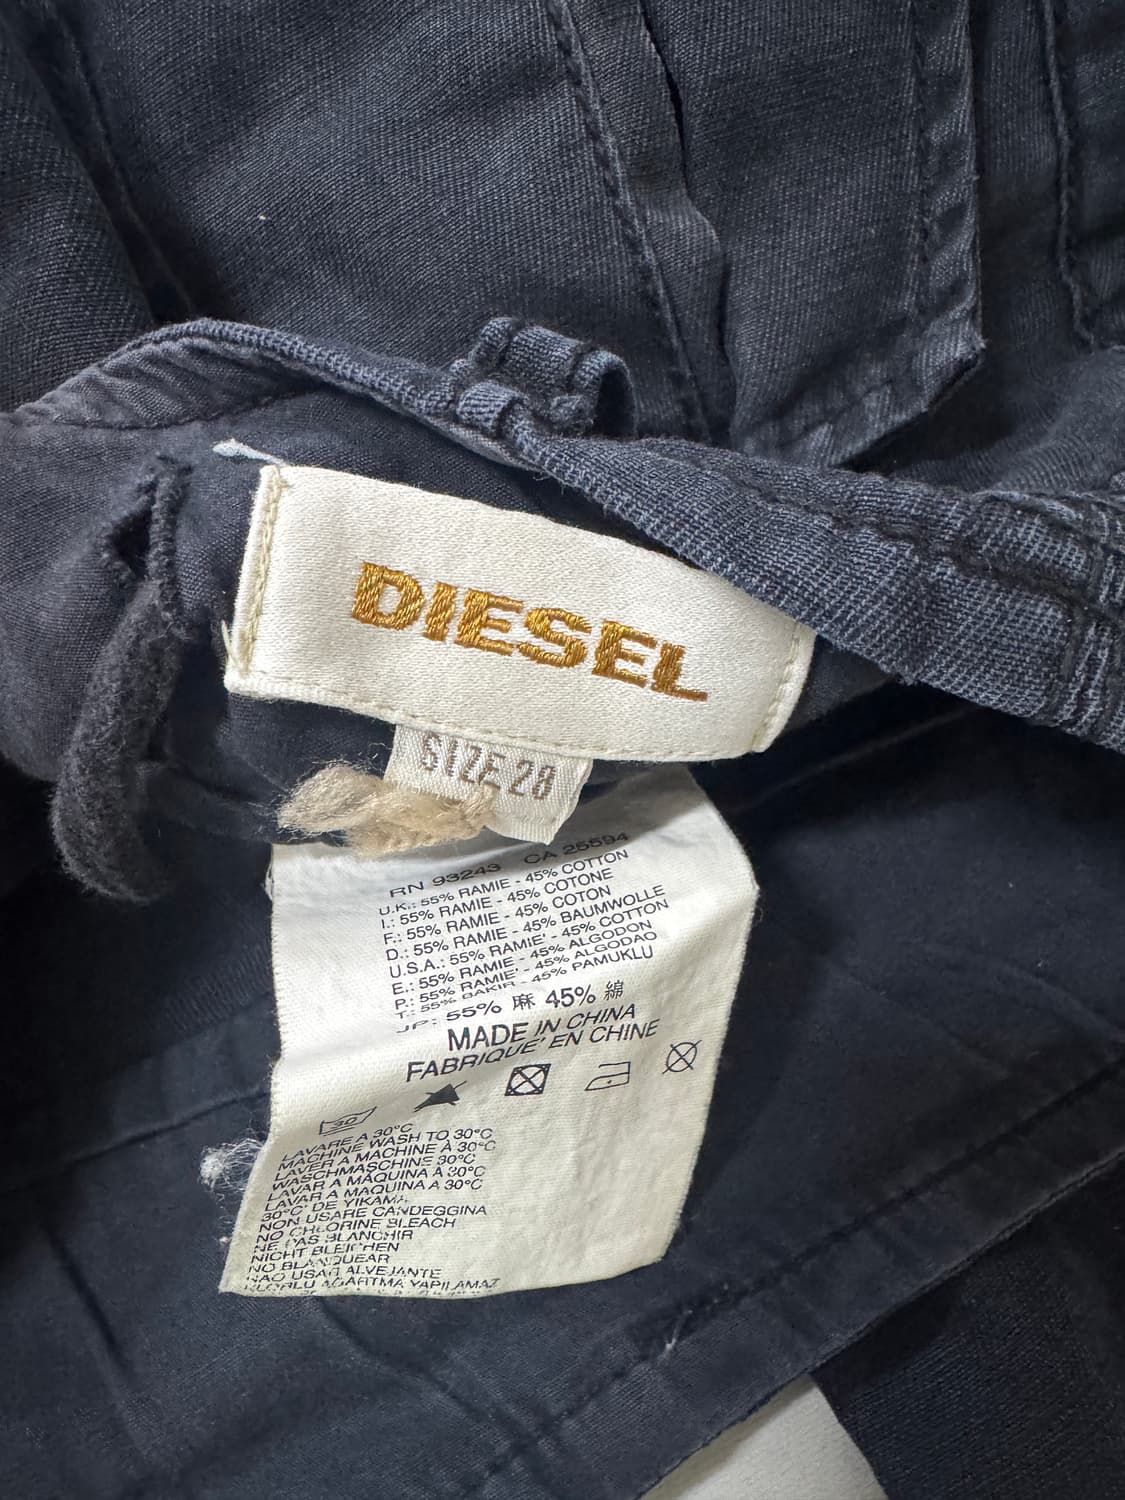 DIESEL
SIZE 28
RN 93243 CA 25594
U.K.: 55% RAMIE - 45% COTTON
I.: 55% RAMIE - 45% COTONE
F.: 55% RAMIE - 45% COTON
D.: 55% RAMIE - 45% BAUMWOLLE
U.S.A.: 55% RAMIE - 45% COTTON
E.: 55% RAMIE' - 45% ALGODON
P.: 55% RAMIE' - 45% ALGODAO
T.: 55% BAKIR - 45% PAMUKLU
JP: 55% 麻 45% 綿
MADE IN CHINA
FABRIQUE' EN CHINE
30°
LAVARE A 30°C
MACHINE WASH TO 30°C
LAVER A MACHINE À 30°C
WASCHMASCHINE 30°C
LAVAR A MAQUINA A 30°C
LAVAR A MAQUINA A 30°C
30°C' DE YIKAMA
NON USARE CANDEGGINA
NO CHLORINE BLEACH
NE PAS BLANCHIR
NICHT BLEICHEN
NO BLANQUEAR
NAO USAR ALVEJANTE
AGARTMA YAPILAMAZ